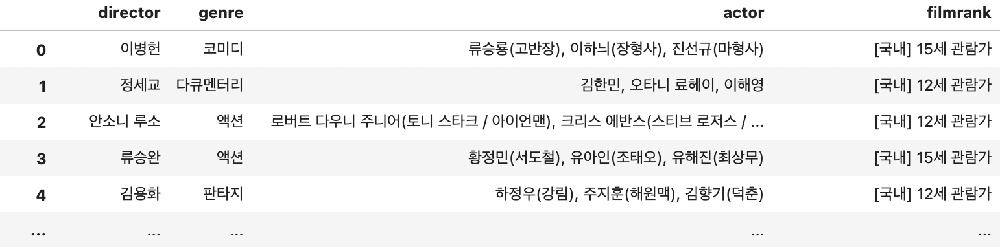 director genre actor filmrank
0 이병헌 코미디 류승룡(고반장), 이하늬(장형사), 진선규(마형사) [국내] 15세 관람가
1 정세교 다큐멘터리 김한민, 오타니 료헤이, 이해영 [국내] 12세 관람가
2 안소니 루소 액션 로버트 다우니 주니어(토니 스타크 / 아이언맨), 크리스 에반스(스티브 로저스 / ... [국내] 12세 관람가
3 류승완 액션 황정민(서도철), 유아인(조태오), 유해진(최상무) [국내] 15세 관람가
4 김용화 판타지 하정우(강림), 주지훈(해원맥), 김향기(덕춘) [국내] 12세 관람가
... ... ... ... ...